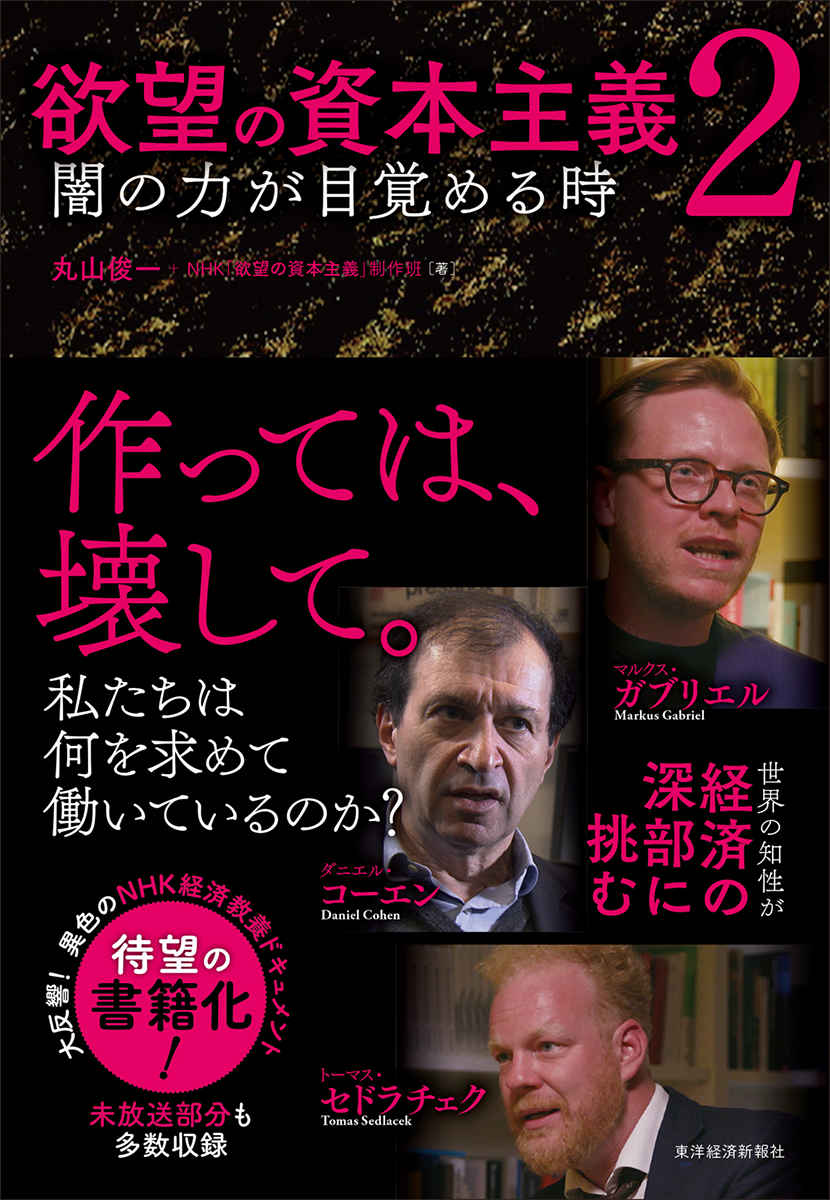 欲望の資本主義2
闇の力が目覚める時
丸山俊一 + NHK「欲望の資本主義」制作班 [著]
作っては、
壊して。
私たちは
何を求めて
働いているのか?
マルクス・
ガブリエル
Markus Gabriel
ダニエル・
コーエン
Daniel Cohen
世界の知性が
経済の
深部に
挑む
大反響! 異色のNHK経済教養ドキュメント
待望の
書籍化
!
未放送部分も
多数収録
トーマス・
セドラチェク
Tomas Sedlacek
東洋経済新報社